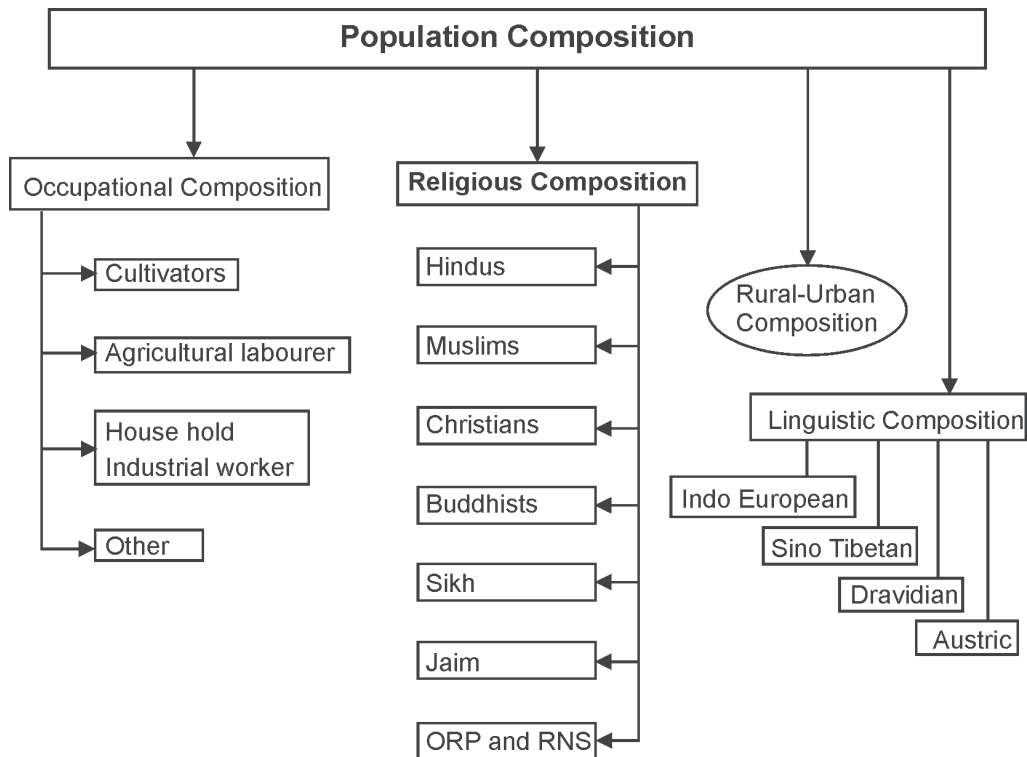 Population Composition
Occupational Composition
Cultivators
Agricultural labourer
House hold
Industrial worker
Other
Religious Composition
Hindus
Muslims
Christians
Buddhists
Sikh
Jaim
ORP and RNS
Rural-Urban
Composition
Linguistic Composition
Indo European
Sino Tibetan
Dravidian
Austric